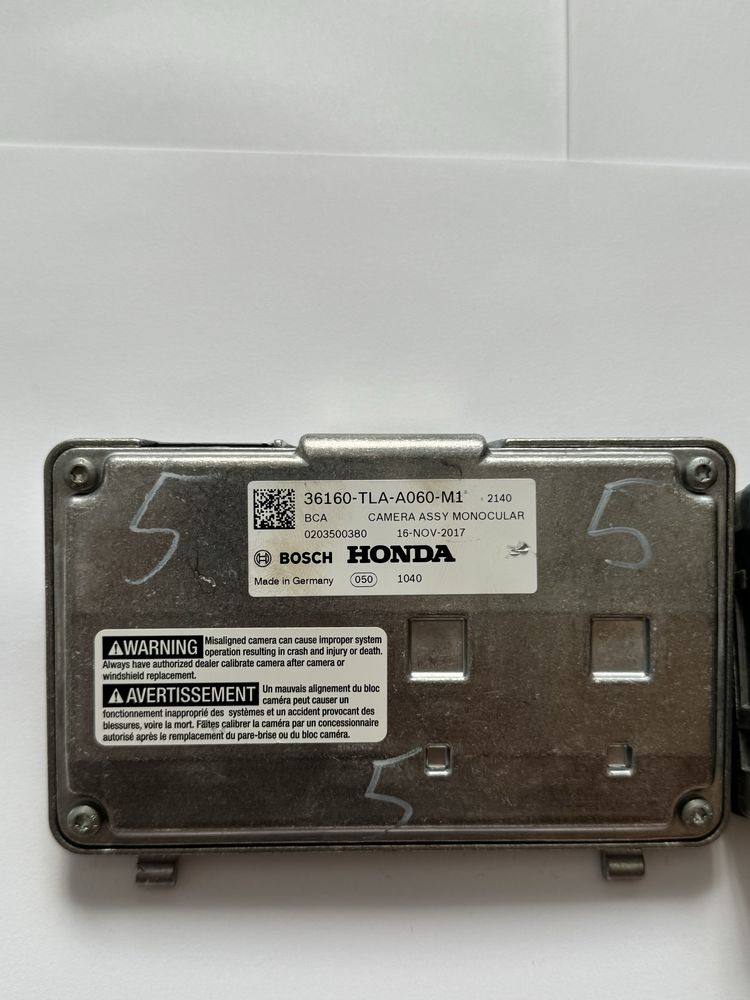 5
5
36160-TLA-A060-M1 2140
BCA CAMERA ASSY MONOCULAR
0203500380 16-NOV-2017
BOSCH HONDA
Made in Germany 050 1040
WARNING Misaligned camera can cause improper system
operation resulting in crash and injury or death.
Always have authorized dealer calibrate camera after camera or
windshield replacement.
AVERTISSEMENT Un mauvais alignement du bloc
caméra peut causer un
fonctionnement inapproprié des systèmes et un accident provocant des
blessures, voire la mort. Faites calibrer la caméra par un concessionnaire
autorisé après le remplacement du pare-brise ou du bloc caméra.
5